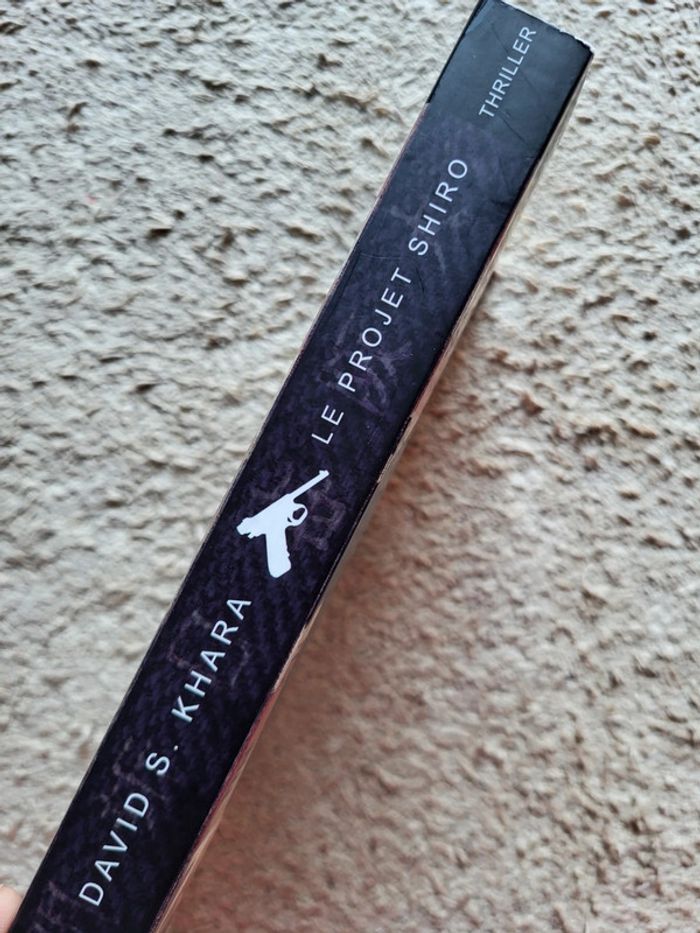 DAVID S. KHARA
LE PROJET SHIRO
THRILLER